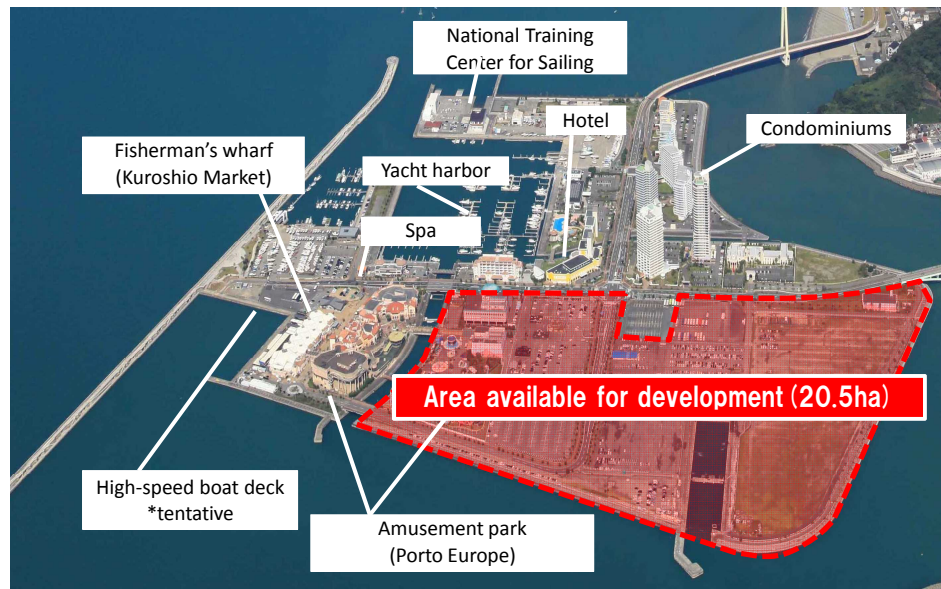 National Training
Center for Sailing
Hotel
Condominiums
Fisherman's wharf
(Kuroshio Market)
Yacht harbor
Spa
Area available for development (20.5ha)
High-speed boat deck
*tentative
Amusement park
(Porto Europe)